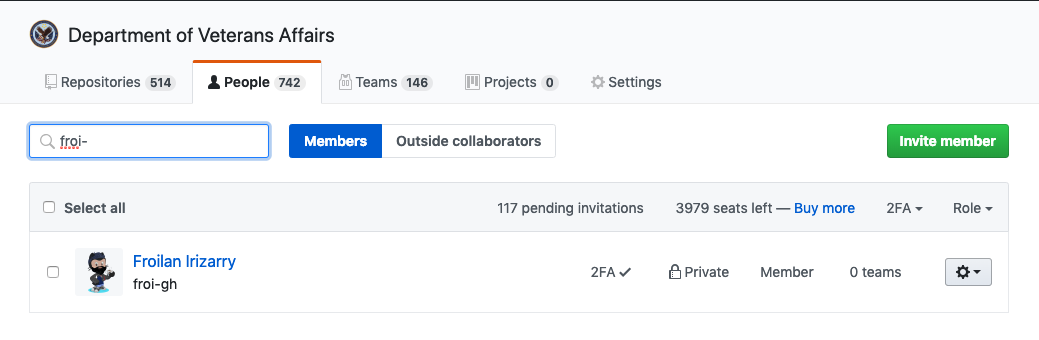 Department of Veterans Affairs
Repositories 514 People 742 Teams 146 Projects 0 Settings
froi- Members Outside collaborators Invite member
Select all 117 pending invitations 3979 seats left — Buy more 2FA Role
Froilan Irizarry
froi-gh 2FA Private Member 0 teams